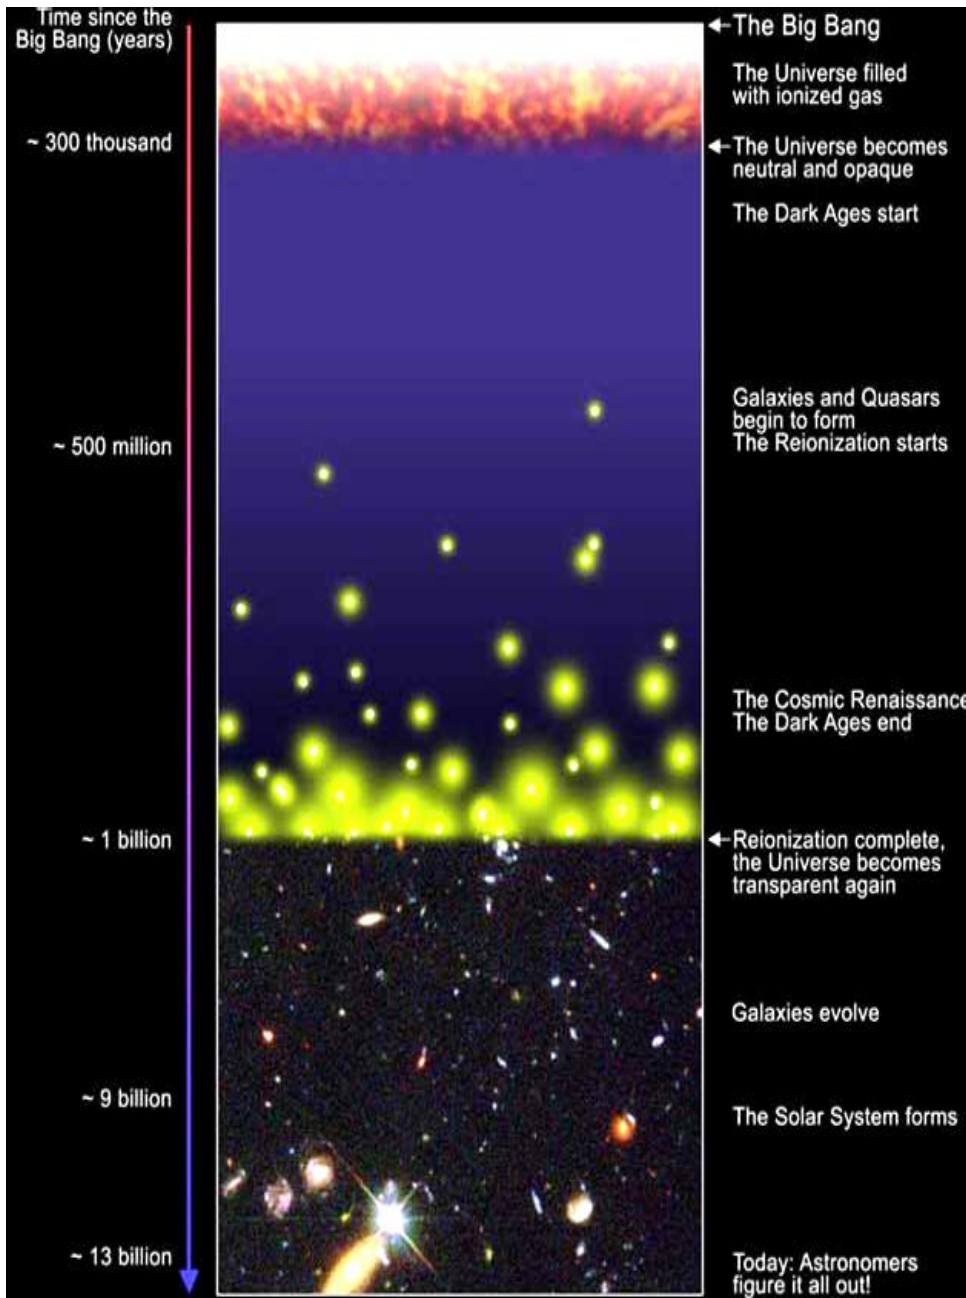 Time since the
Big Bang (years)
The Big Bang
The Universe filled
with ionized gas
~ 300 thousand
The Universe becomes
neutral and opaque
The Dark Ages start
Galaxies and Quasars
begin to form
~ 500 million
The Reionization starts
The Cosmic Renaissance
The Dark Ages end
~ 1 billion
Reionization complete,
the Universe becomes
transparent again
Galaxies evolve
~ 9 billion
The Solar System forms
~ 13 billion
Today: Astronomers
figure it all out!